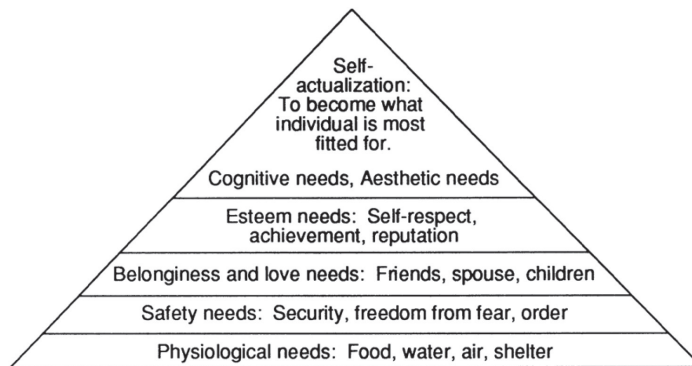 Self-
actualization:
To become what
individual is most
fitted for.
Cognitive needs, Aesthetic needs
Esteem needs: Self-respect,
achievement, reputation
Belonginess and love needs: Friends, spouse, children
Safety needs: Security, freedom from fear, order
Physiological needs: Food, water, air, shelter